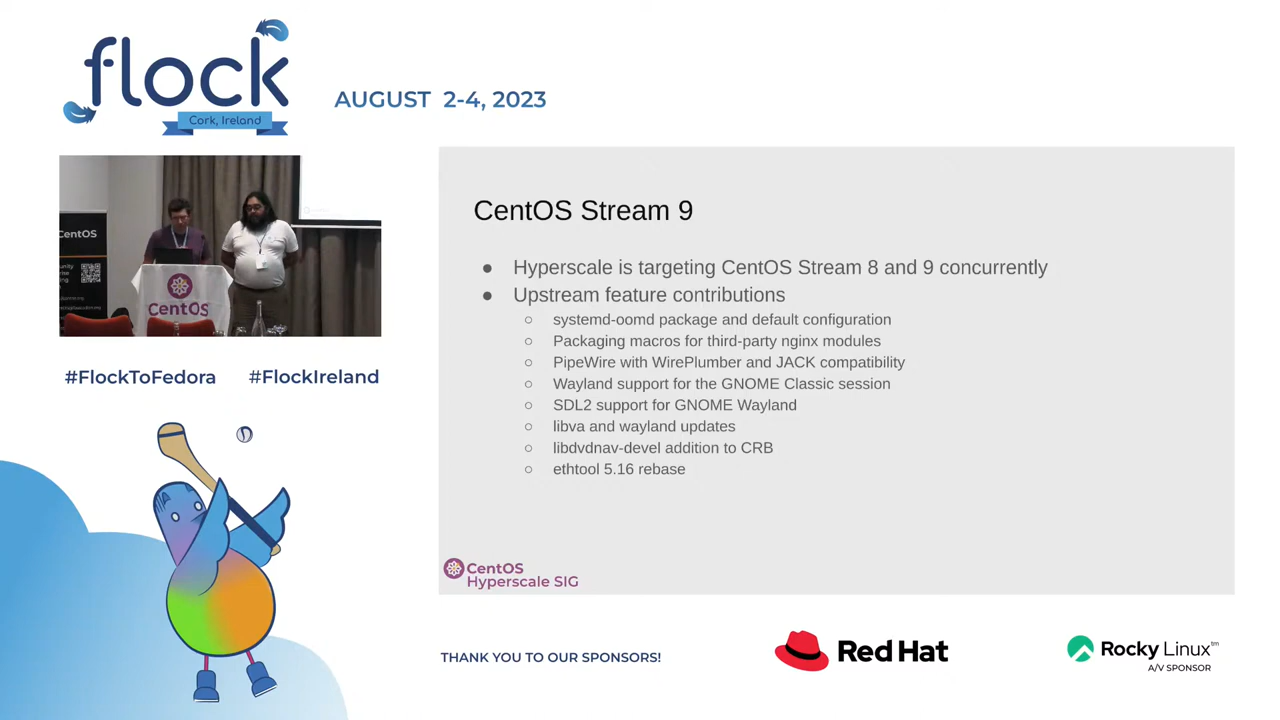 flock
Cork, Ireland
AUGUST 2-4, 2023
CentOS
CentOS
#FlockToFedora #FlockIreland
CentOS Stream 9
● Hyperscale is targeting CentOS Stream 8 and 9 concurrently
● Upstream feature contributions
○ systemd-oomd package and default configuration
○ Packaging macros for third-party nginx modules
○ PipeWire with WirePlumber and JACK compatibility
○ Wayland support for the GNOME Classic session
○ SDL2 support for GNOME Wayland
○ libva and wayland updates
○ libdvdnav-devel addition to CRB
○ ethtool 5.16 rebase
CentOS
Hyperscale SIG
THANK YOU TO OUR SPONSORS!
Red Hat
Rocky Linux™
A/V SPONSOR